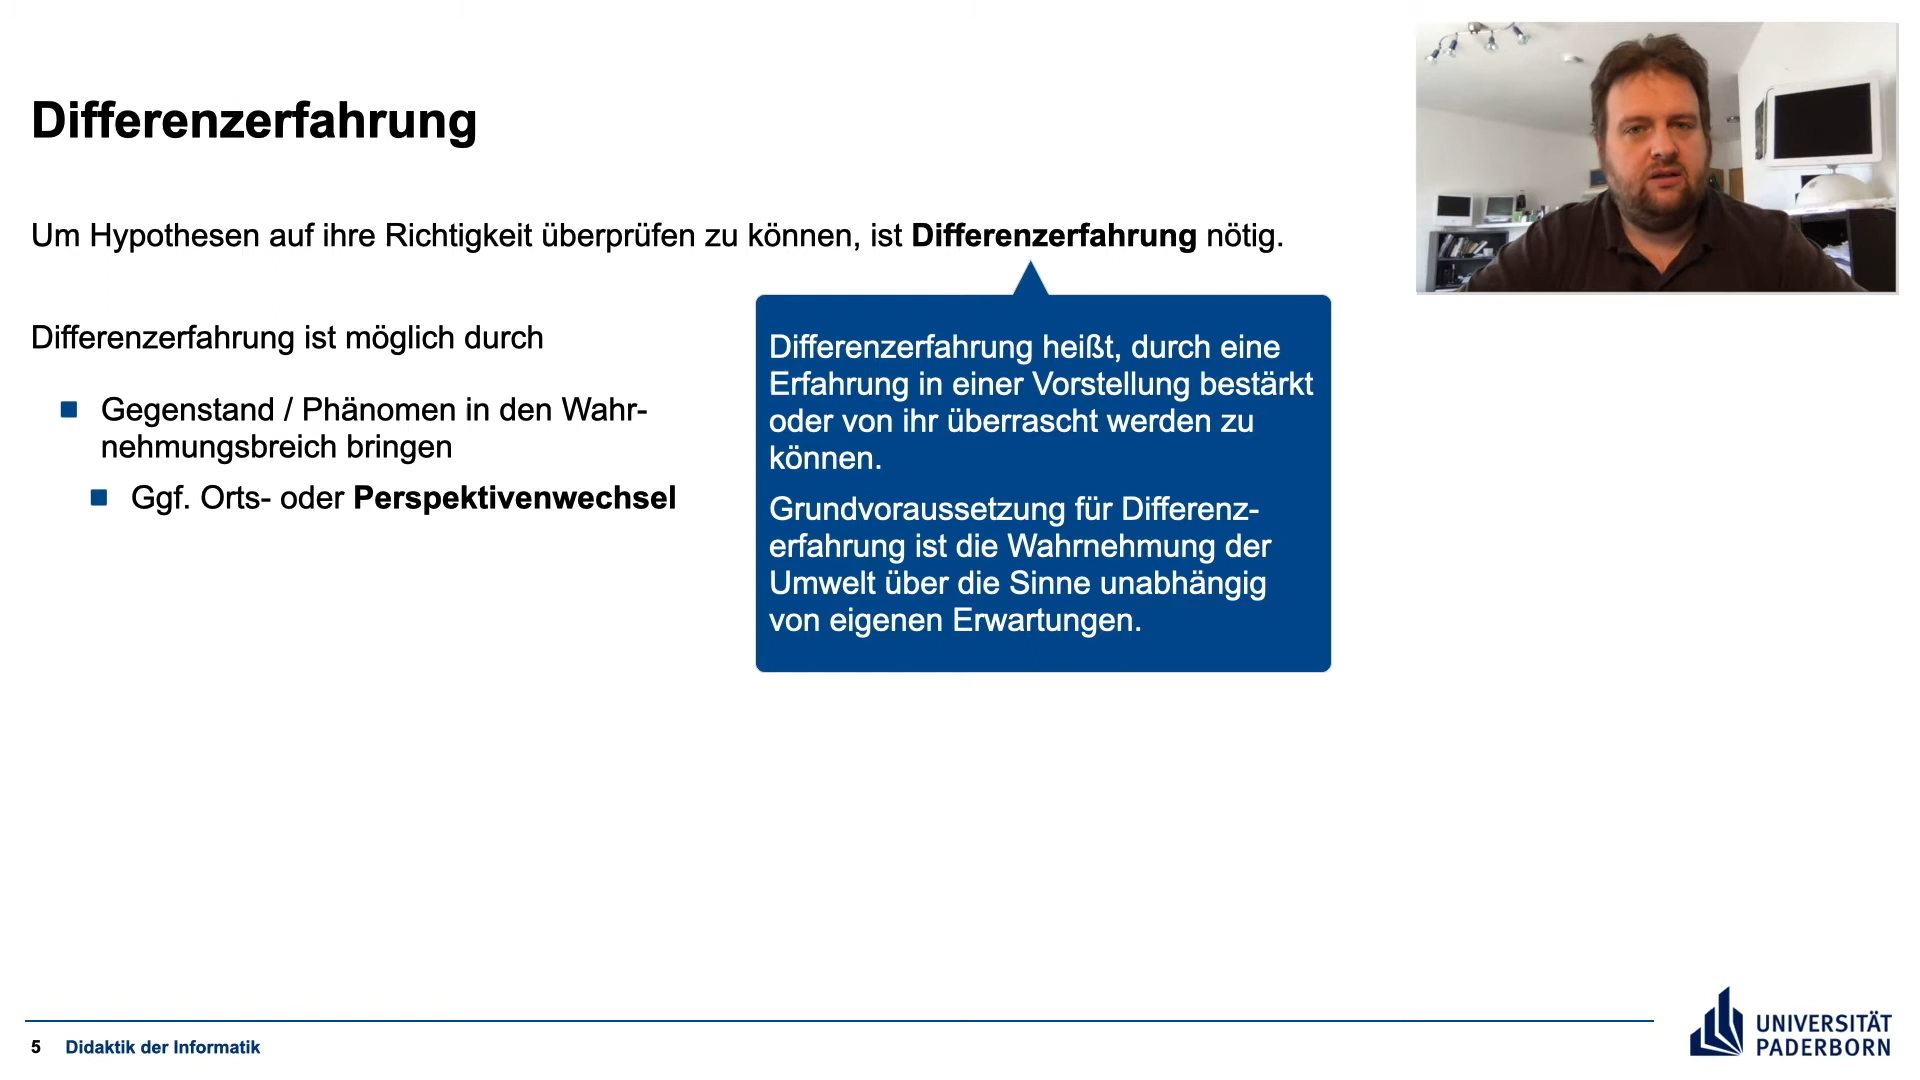 Differenzerfahrung
Um Hypothesen auf ihre Richtigkeit überprüfen zu können, ist Differenzerfahrung nötig.
Differenzerfahrung ist möglich durch
Gegenstand / Phänomen in den Wahr-
nehmungsbreich bringen
Ggf. Orts- oder Perspektivenwechsel
Differenzerfahrung heißt, durch eine
Erfahrung in einer Vorstellung bestärkt
oder von ihr überrascht werden zu
können.
Grundvoraussetzung für Differenz-
erfahrung ist die Wahrnehmung der
Umwelt über die Sinne unabhängig
von eigenen Erwartungen.
5 Didaktik der Informatik
UNIVERSITÄT
PADERBORN